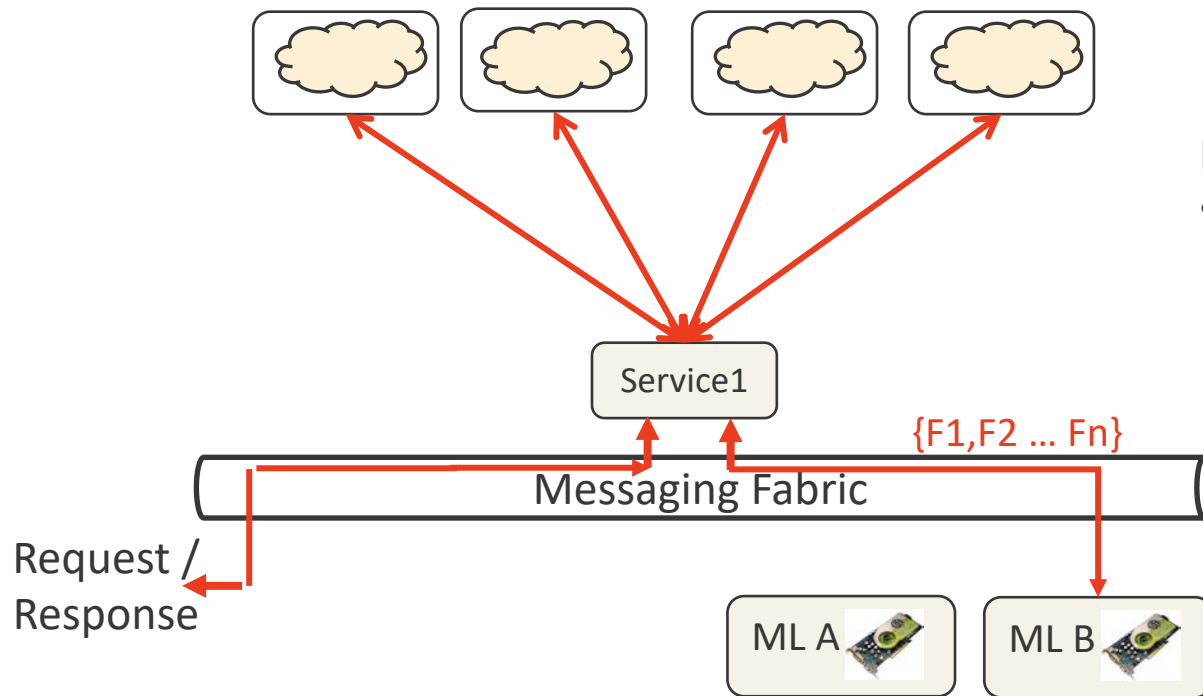 Service1
{F1,F2 ... Fn}
Messaging Fabric
Request /
Response
ML A
ML B